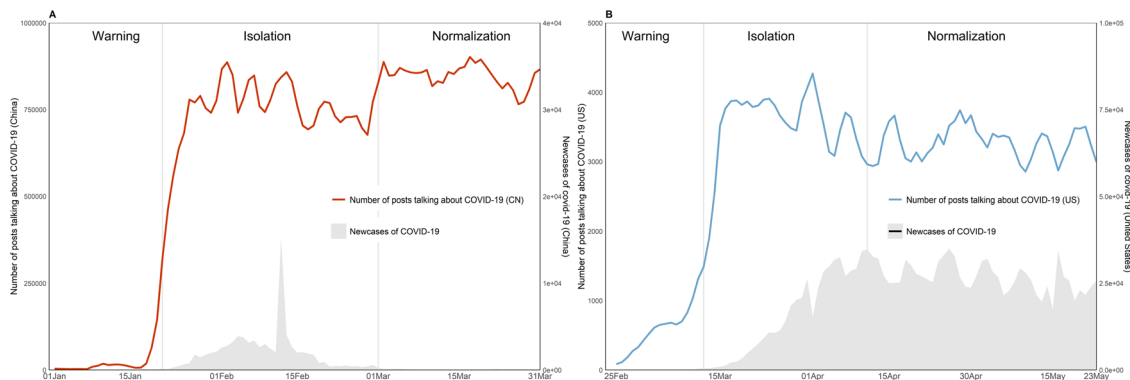 A
Warning
Isolation
Normalization
Number of posts talking about COVID-19 (China)
1000000
750000
500000
250000
0
Number of posts talking about COVID-19 (CN)
Newcases of COVID-19
4e+04
3e+04
2e+04
1e+04
0e+00
Newcases of covid-19 (China)
01Jan
15Jan
01Feb
15Feb
01Mar
15Mar
31Mar
B
Warning
Isolation
Normalization
Number of posts talking about COVID-19 (US)
5000
4000
3000
2000
1000
0
Number of posts talking about COVID-19 (US)
Newcases of COVID-19
1.0e+05
7.5e+04
5.0e+04
2.5e+04
0.0e+00
Newcases of covid-19 (United States)
25Feb
15Mar
01Apr
15Apr
30Apr
15May
23May